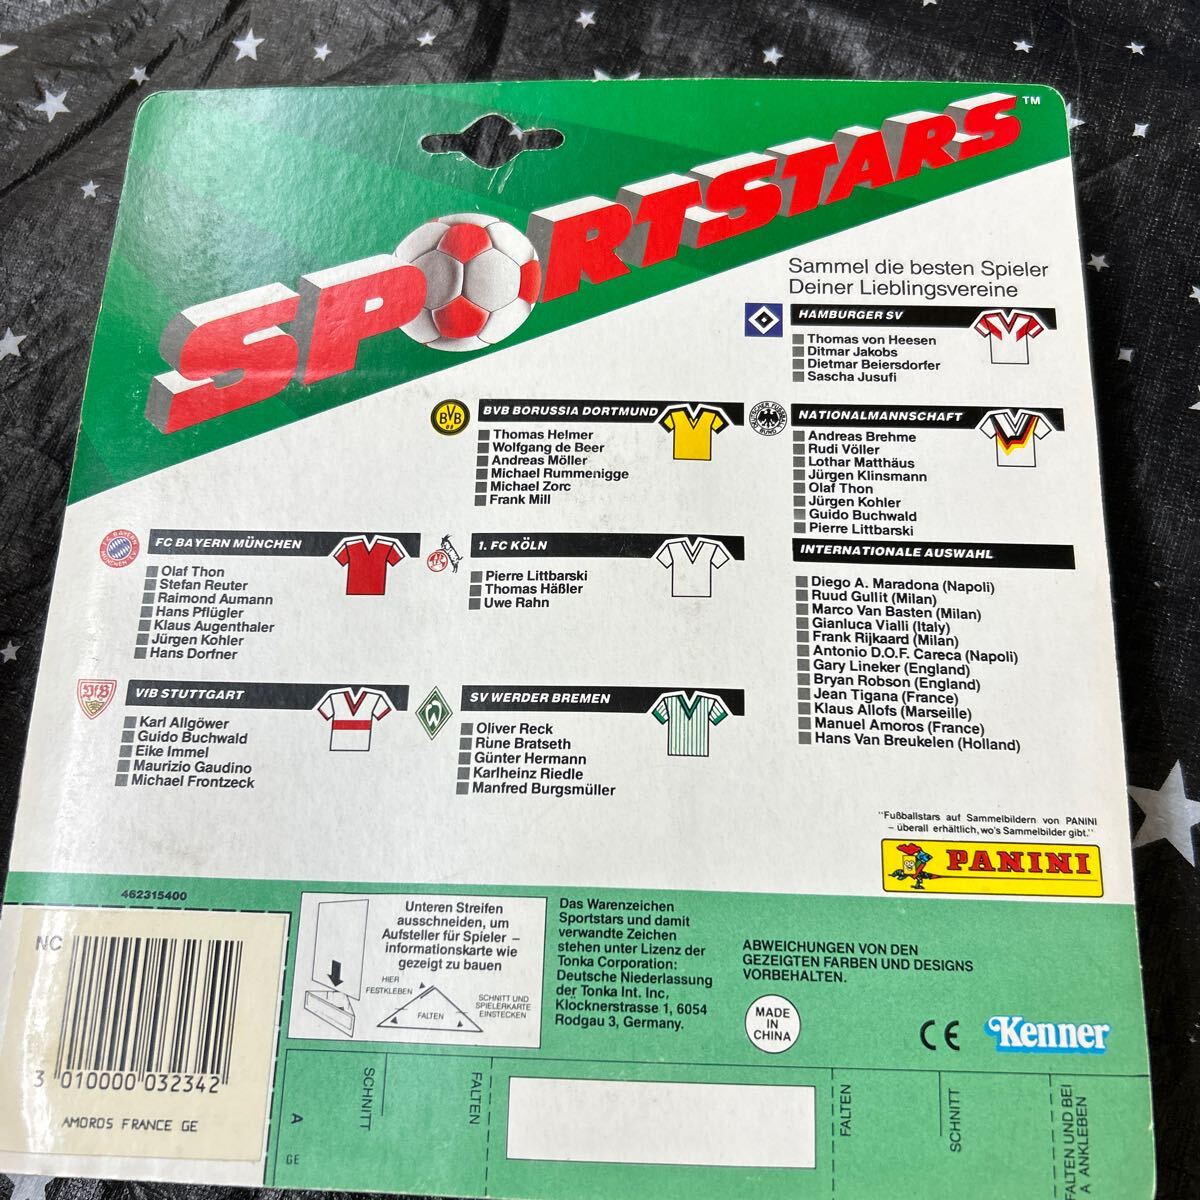 SPORTSTARS™
Sammel die besten Spieler
Deiner Lieblingsvereine
HAMBURGER SV
Thomas von Heesen
Ditmar Jakobs
Dietmar Beiersdorfer
Sascha Jusufi
BVB 09
BVB BORUSSIA DORTMUND
Thomas Helmer
Wolfgang de Beer
Andreas Möller
Michael Rummenigge
Michael Zorc
Frank Mill
DEUTSCHER FUSSBALL BUND
NATIONALMANNSCHAFT
Andreas Brehme
Rudi Völler
Lothar Matthäus
Jürgen Klinsmann
Olaf Thon
Jürgen Kohler
Guido Buchwald
Pierre Littbarski
FC BAYERN MÜNCHEN
Olaf Thon
Stefan Reuter
Raimond Aumann
Hans Pflügler
Klaus Augenthaler
Jürgen Kohler
Hans Dorfner
1. FC KÖLN
Pierre Littbarski
Thomas Häßler
Uwe Rahn
INTERNATIONALE AUSWAHL
Diego A. Maradona (Napoli)
Ruud Gullit (Milan)
Marco Van Basten (Milan)
Gianluca Vialli (Italy)
Frank Rijkaard (Milan)
Antonio D.O.F. Careca (Napoli)
Gary Lineker (England)
Bryan Robson (England)
Jean Tigana (France)
Klaus Allofs (Marseille)
Manuel Amoros (France)
Hans Van Breukelen (Holland)
VfB
VfB STUTTGART
Karl Allgöwer
Guido Buchwald
Eike Immel
Maurizio Gaudino
Michael Frontzeck
W
SV WERDER BREMEN
Oliver Reck
Rüne Bratseth
Günter Hermann
Karlheinz Riedle
Manfred Burgsmüller
"Fußballstars auf Sammelbildern von PANINI
– überall erhältlich, wo's Sammelbilder gibt."
PANINI
462315400
NC
3 010000 032342
AMOROS FRANCE GE
Unteren Streifen
ausschneiden, um
Aufsteller für Spieler –
informationskarte wie
gezeigt zu bauen
HIER
FESTKLEBEN
FALTEN
SCHNITT UND
SPIELERKARTE
EINSTECKEN
Das Warenzeichen
Sportstars und damit
verwandte Zeichen
stehen unter Lizenz der
Tonka Corporation:
Deutsche Niederlassung
der Tonka Int. Inc,
Klocknerstrasse 1, 6054
Rodgau 3, Germany.
ABWEICHUNGEN VON DEN
GEZEIGTEN FARBEN UND DESIGNS
VORBEHALTEN.
MADE
IN
CHINA
CE
Kenner
A
GE
SCHNITT
FALTEN
FALTEN
SCHNITT
FALTEN UND BEI
A ANKLEBEN